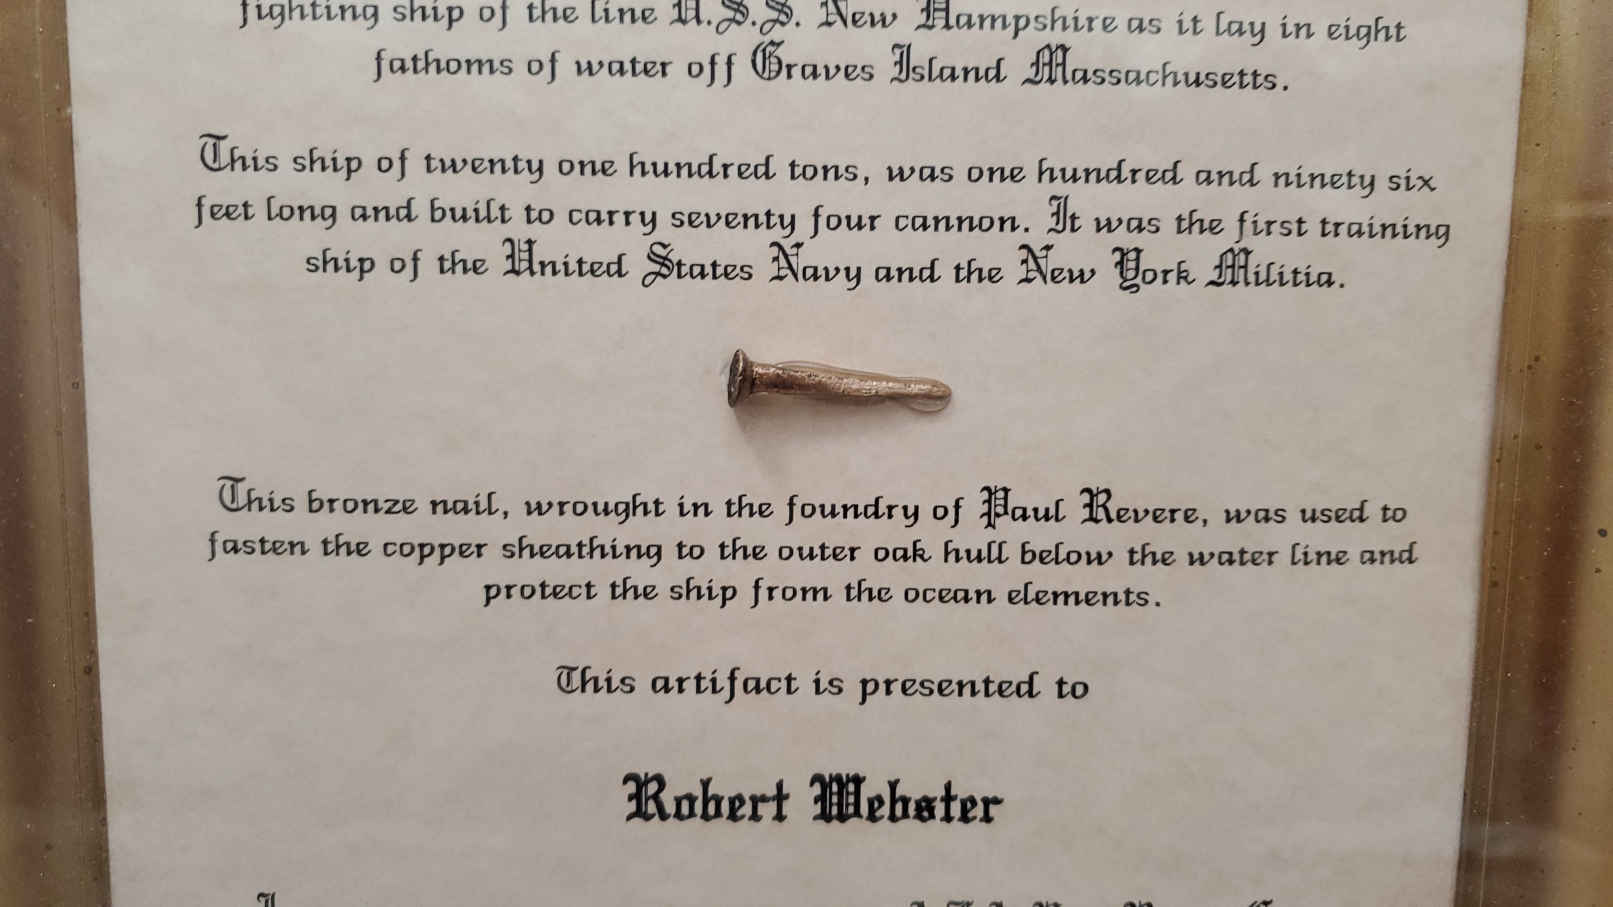 fighting ship of the line U.S.S. New Hampshire as it lay in eight
fathoms of water off Graves Island Massachusetts.
This ship of twenty one hundred tons, was one hundred and ninety six
feet long and built to carry seventy four cannon. It was the first training
ship of the United States Navy and the New York Militia.
This bronze nail, wrought in the foundry of Paul Revere, was used to
fasten the copper sheathing to the outer oak hull below the water line and
protect the ship from the ocean elements.
This artifact is presented to
Robert Webster